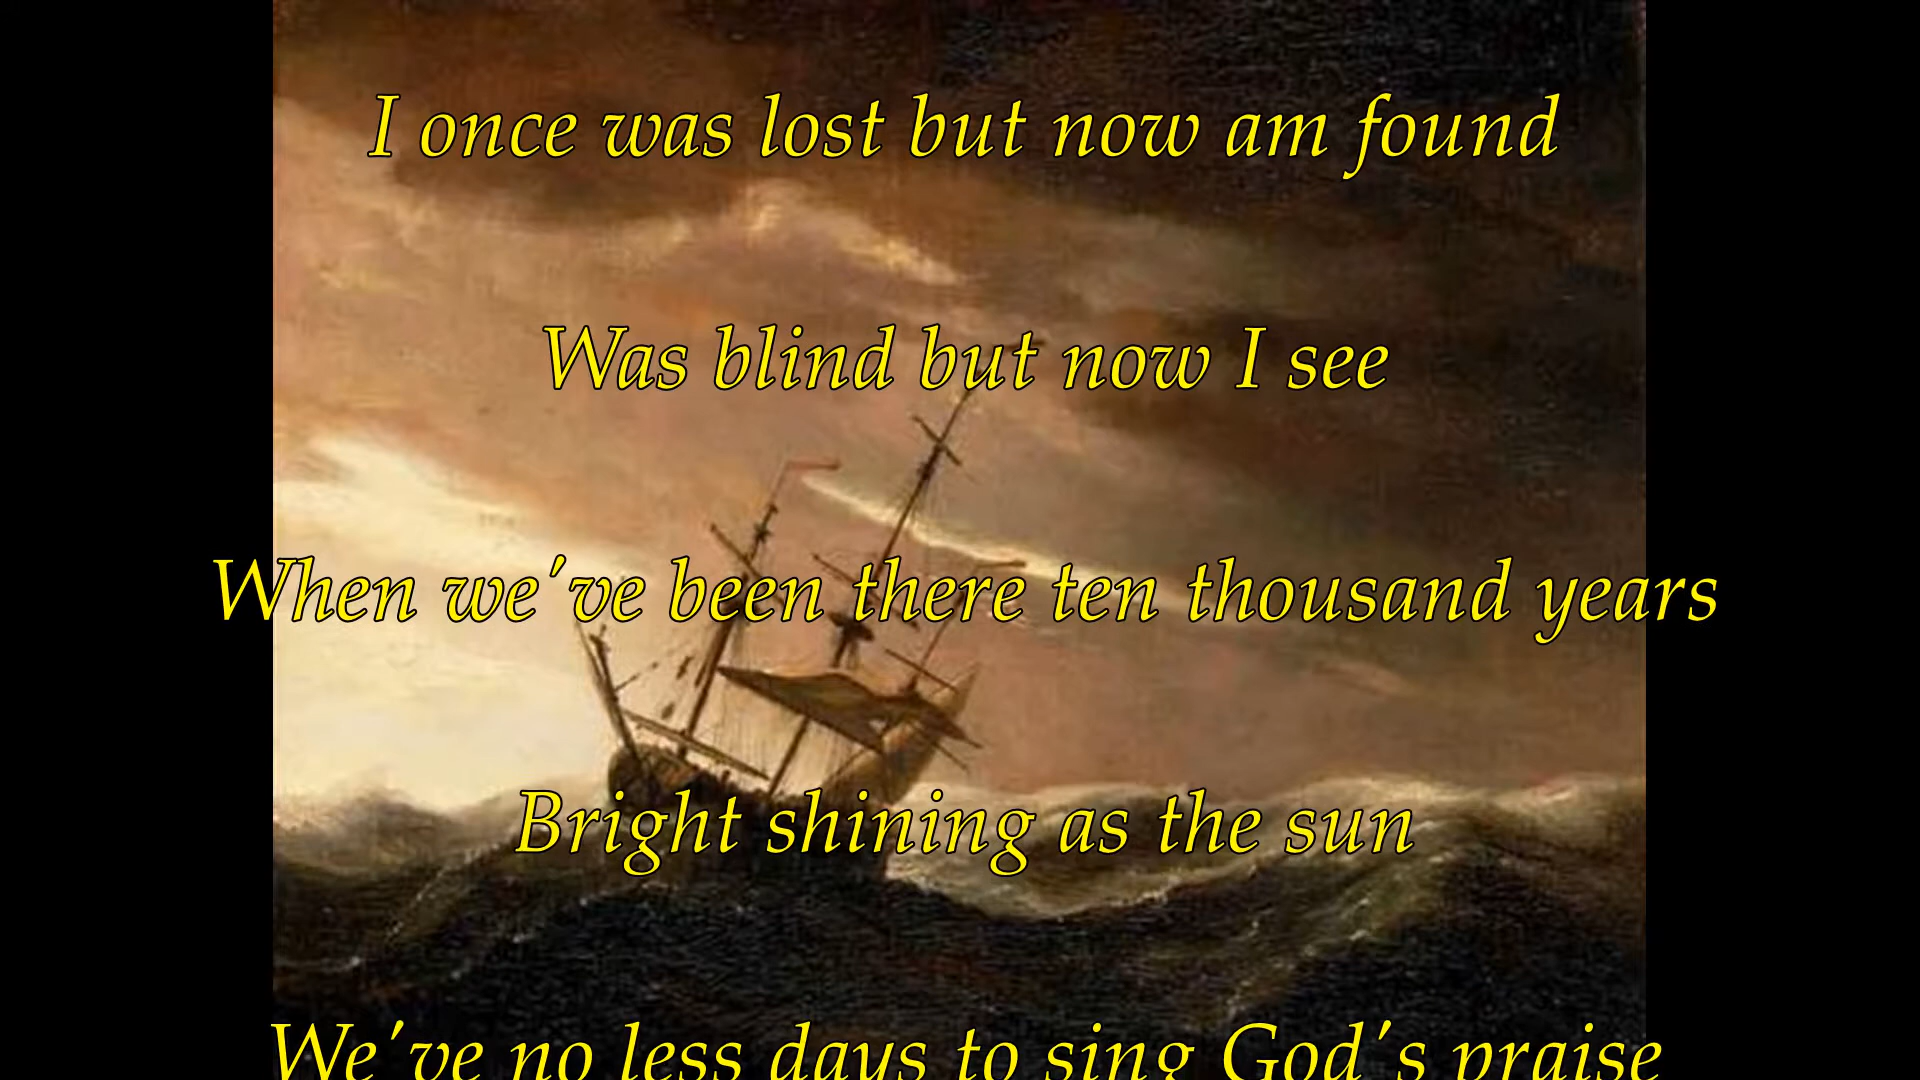 I once was lost but now am found
Was blind but now I see
When we've been there ten thousand years
Bright shining as the sun
We've no less days to sing God's praise